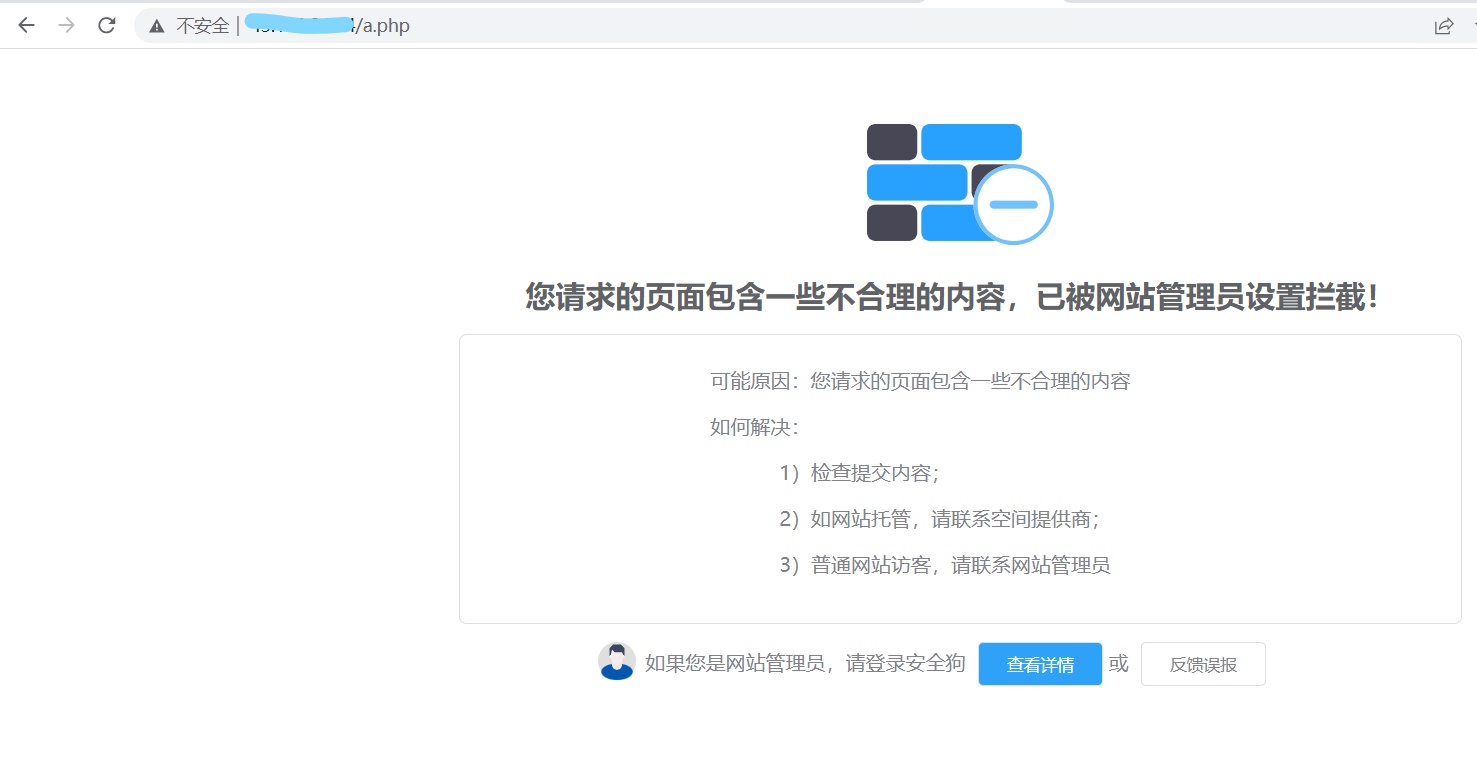 不安全 | /a.php
您请求的页面包含一些不合理的内容，已被网站管理员设置拦截！
可能原因：您请求的页面包含一些不合理的内容
如何解决：
1）检查提交内容；
2）如网站托管，请联系空间提供商；
3）普通网站访客，请联系网站管理员
如果您是网站管理员，请登录安全狗 查看详情 或 反馈误报